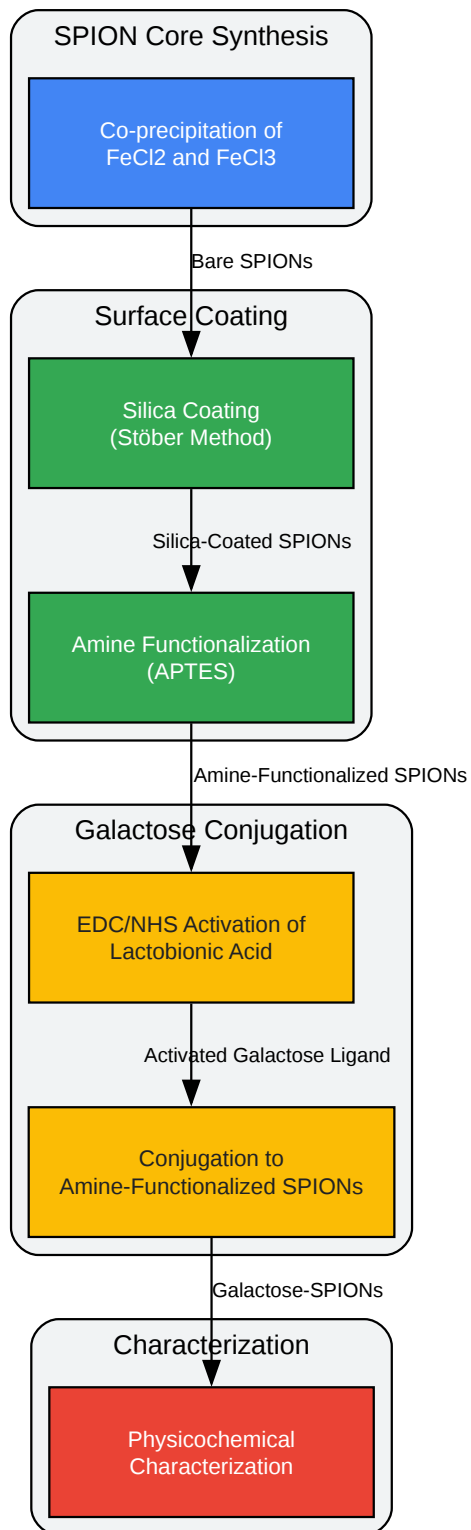 SPION Core Synthesis
Co-precipitation of
FeCl2 and FeCl3
Bare SPIONs
Surface Coating
Silica Coating
(Stöber Method)
Silica-Coated SPIONs
Amine Functionalization
(APTES)
Amine-Functionalized SPIONs
Galactose Conjugation
EDC/NHS Activation of
Lactobionic Acid
Activated Galactose Ligand
Conjugation to
Amine-Functionalized SPIONs
Galactose-SPIONs
Characterization
Physicochemical
Characterization